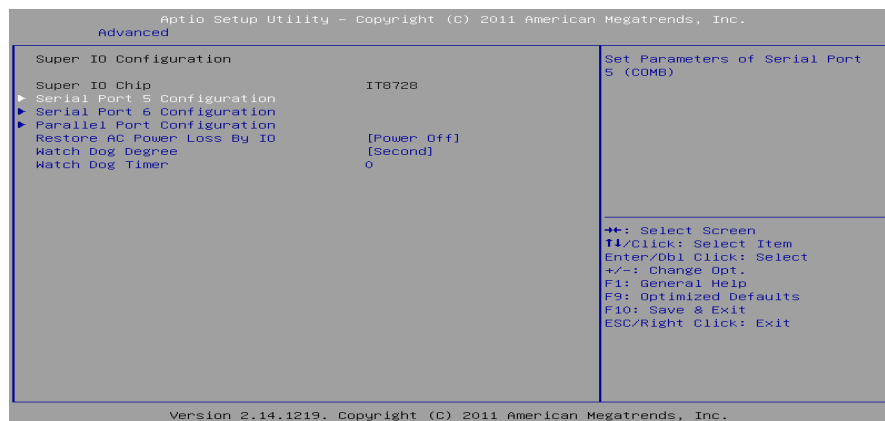 Aptio Setup Utility – Copyright (C) 2011 American Megatrends, Inc.
Advanced
Super IO Configuration
Super IO Chip IT8728
► Serial Port 5 Configuration
► Serial Port 6 Configuration
► Parallel Port Configuration
Restore AC Power Loss By IO [Power Off]
Watch Dog Degree [Second]
Watch Dog Timer 0
Set Parameters of Serial Port
5 (COMB)
→←: Select Screen
↑↓/Click: Select Item
Enter/Dbl Click: Select
+/-: Change Opt.
F1: General Help
F9: Optimized Defaults
F10: Save & Exit
ESC/Right Click: Exit
Version 2.14.1219. Copyright (C) 2011 American Megatrends, Inc.